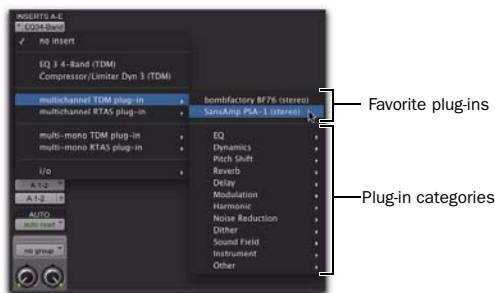 INSERTS A-E
EQ34-Band
✓ no insert
EQ 3 4-Band (TDM)
Compressor/Limiter Dyn 3 (TDM)
multichannel TDM plug-in
multichannel RTAS plug-in
multi-mono TDM plug-in
multi-mono RTAS plug-in
i/o
bombfactory BF76 (stereo)
SansAmp PSA-1 (stereo)
EQ
Dynamics
Pitch Shift
Reverb
Delay
Modulation
Harmonic
Noise Reduction
Dither
Sound Field
Instrument
Other
Favorite plug-ins
Plug-in categories
A 1-2
A 1-2
AUTO
auto read
no group